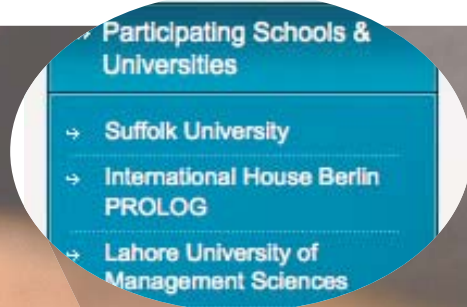 Participating Schools &
Universities
Suffolk University
International House Berlin
PROLOG
Lahore University of
Management Sciences